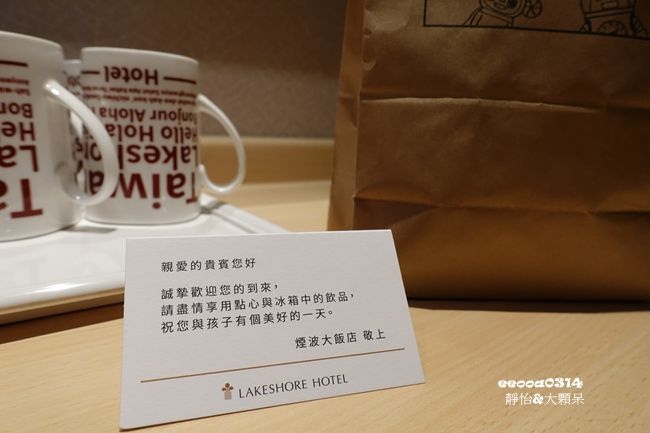 Hotel
Bonjour Aloha
Hello Hola
Lakeshore
Taiwan
親愛的貴賓您好
誠摯歡迎您的到來，
請盡情享用點心與冰箱中的飲品，
祝您與孩子有個美好的一天。
煙波大飯店 敬上
LAKESHORE HOTEL
eeooa0314
靜怡&大顆呆